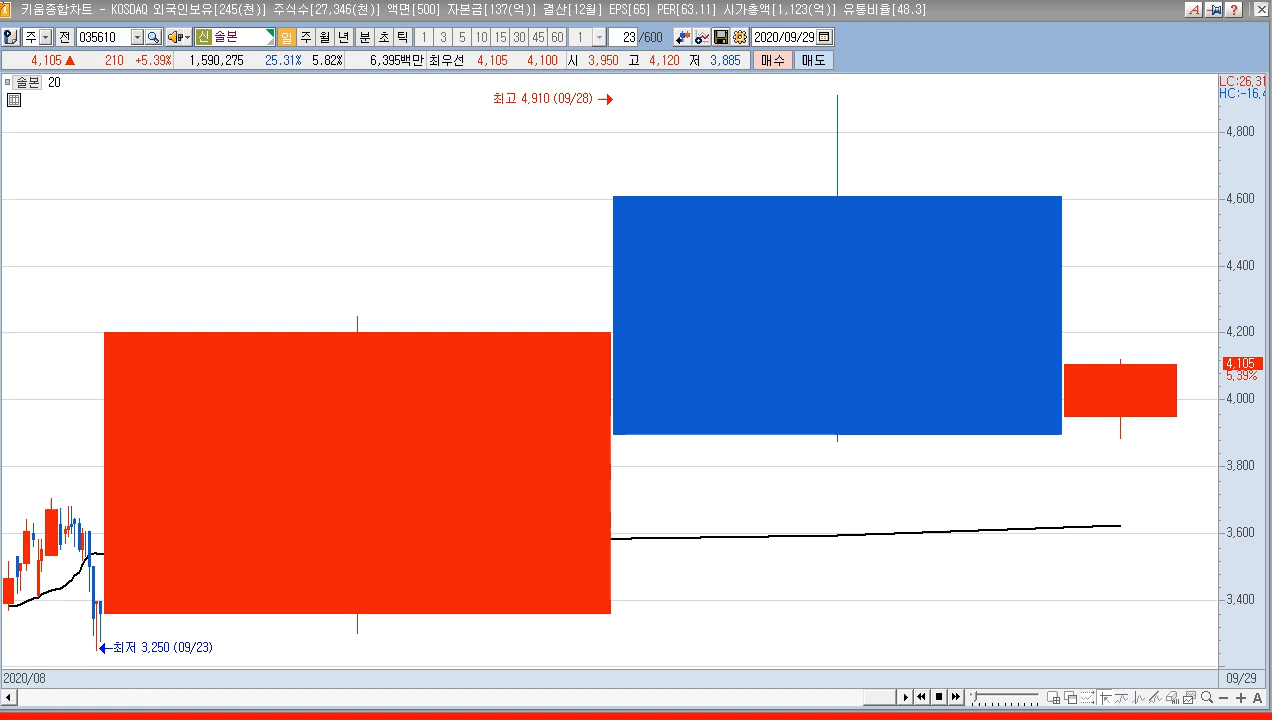 키움종합차트 - KOSDAQ 외국인보유[245(천)] 주식수[27,346(천)] 액면[500] 자본금[137(억)] 결산[12월] EPS[65] PER[63.11] 시가총액[1,123(억)] 유통비율[48.3]
주 전 035610 신 솔본 일 주 월 년 분 초 틱 1 3 5 10 15 30 45 60 1 23 /600 2020/09/29
4,105 ▲ 210 +5.39% 1,590,275 25.31% 5.82% 6,395백만 최우선 4,105 4,100 시 3,950 고 4,120 저 3,885 매수 매도
솔본 20
LC:26,31
HC:-16,4
최고 4,910 (09/28)
4,800
4,600
4,400
4,200
4,105
5,39%
4,000
3,800
3,600
3,400
최저 3,250 (09/23)
2020/08
09/29
A